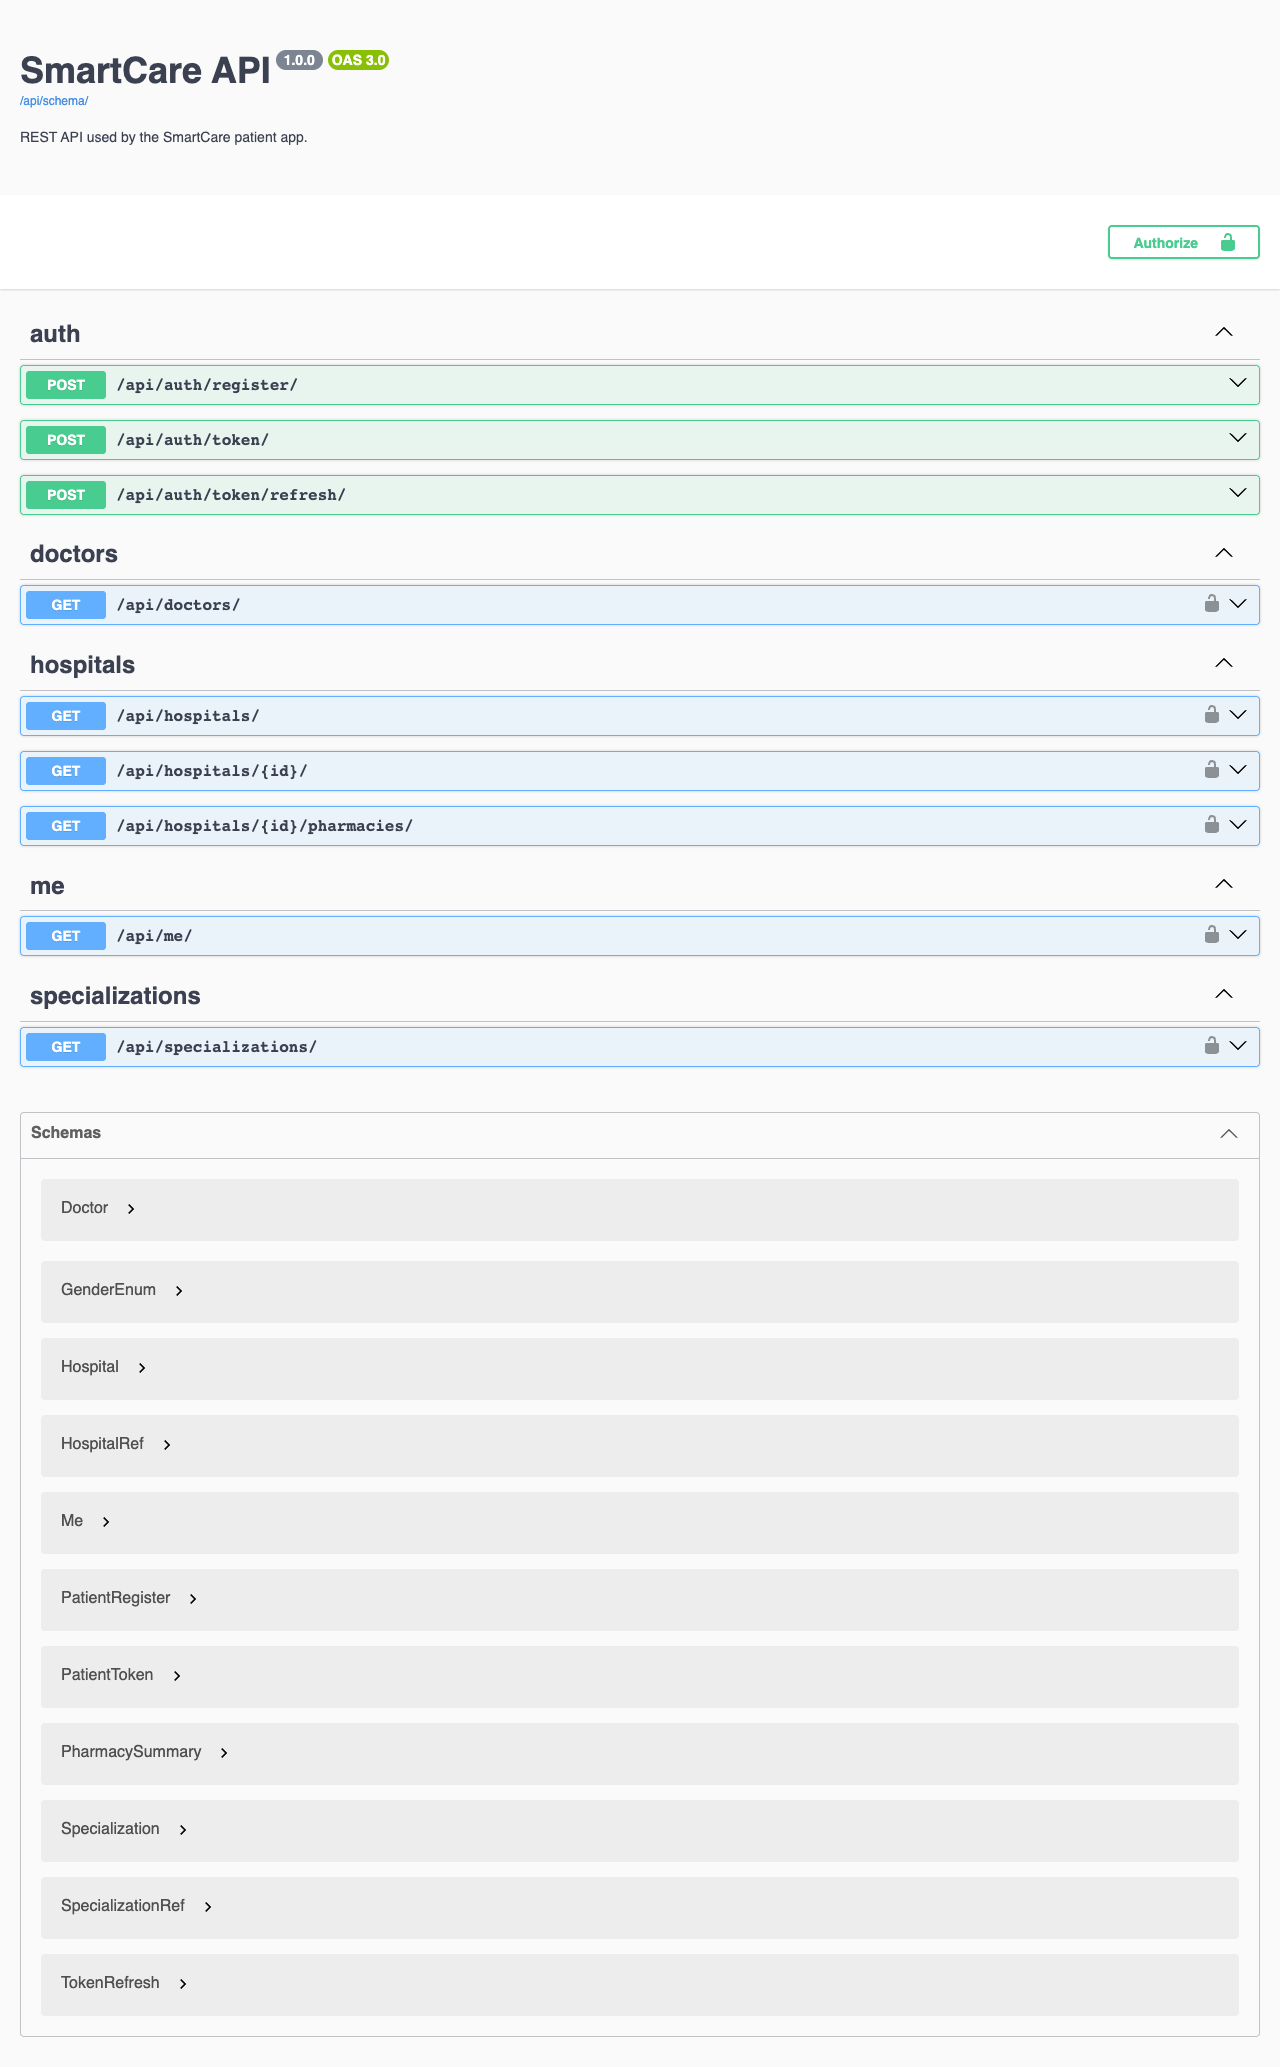 SmartCare API 1.0.0 OAS 3.0
/api/schema/
REST API used by the SmartCare patient app.
Authorize
auth
POST /api/auth/register/
POST /api/auth/token/
POST /api/auth/token/refresh/
doctors
GET /api/doctors/
hospitals
GET /api/hospitals/
GET /api/hospitals/{id}/
GET /api/hospitals/{id}/pharmacies/
me
GET /api/me/
specializations
GET /api/specializations/
Schemas
Doctor
GenderEnum
Hospital
HospitalRef
Me
PatientRegister
PatientToken
PharmacySummary
Specialization
SpecializationRef
TokenRefresh